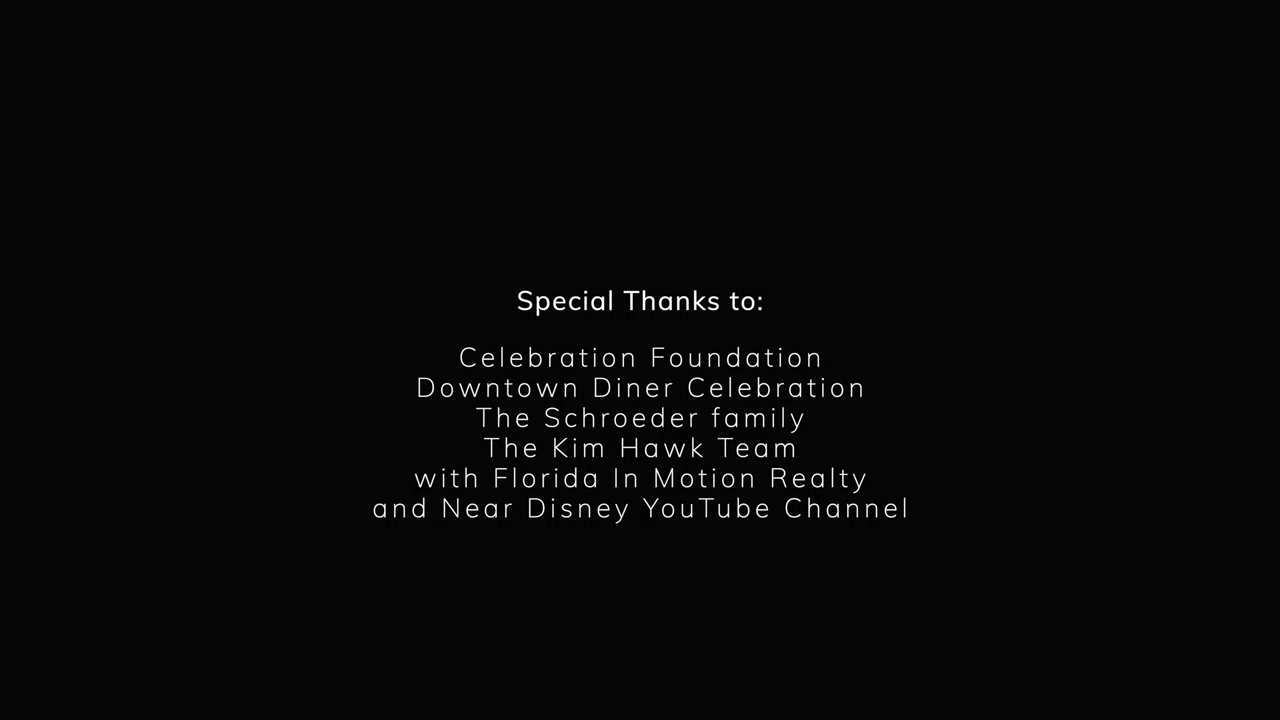 Special Thanks to:
Celebration Foundation
Downtown Diner Celebration
The Schroeder family
The Kim Hawk Team
with Florida In Motion Realty
and Near Disney YouTube Channel